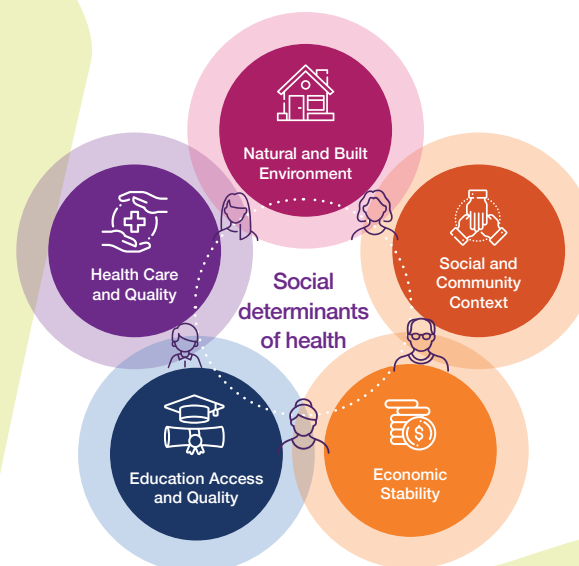 Natural and Built
Environment
Health Care
and Quality
Social and
Community
Context
Social
determinants
of health
Education Access
and Quality
$
Economic
Stability